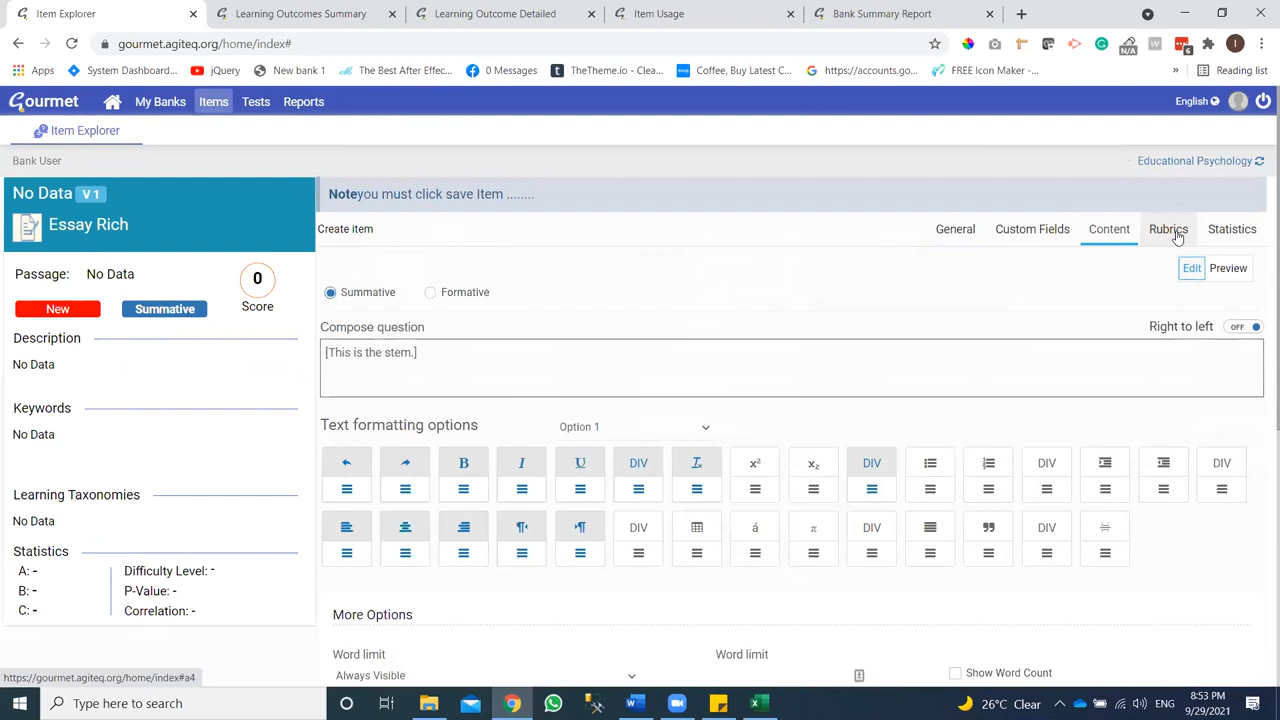 Item Explorer
Learning Outcomes Summary
Learning Outcome Detailed
Item Usage
Bank Summary Report
gourmet.agiteq.org/home/index#
N/A
6
I
Apps
System Dashboard...
jQuery
New bank 1
The Best After Effec...
0 Messages
TheTheme.io - Clea...
Coffee, Buy Latest C...
https://accounts.go...
FREE Icon Maker -...
»
Reading list
Gourmet
My Banks
Items
Tests
Reports
English
Item Explorer
Bank User
Educational Psychology
No Data V 1
Essay Rich
Passage: No Data
0
Score
New
Summative
Description
No Data
Keywords
No Data
Learning Taxonomies
No Data
Statistics
A: -
B: -
C: -
Difficulty Level: -
P-Value: -
Correlation: -
Noteyou must click save Item ........
Create item
General
Custom Fields
Content
Rubrics
Statistics
Edit
Preview
Summative
Formative
Compose question
Right to left
OFF
[This is the stem.]
Text formatting options
Option 1
B
I
U
DIV
x²
x₂
DIV
DIV
DIV
DIV
á
π
DIV
DIV
More Options
Word limit
Always Visible
Word limit
Show Word Count
https://gourmet.agiteq.org/home/index#a4
Type here to search
26°C Clear
ENG
8:53 PM
9/29/2021